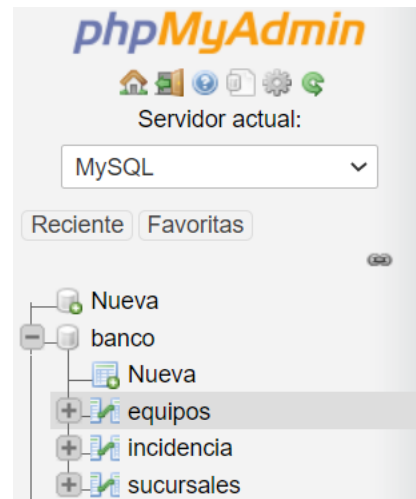 phpMyAdmin
Servidor actual:
MySQL
Reciente Favoritas
Nueva
banco
Nueva
equipos
incidencia
sucursales